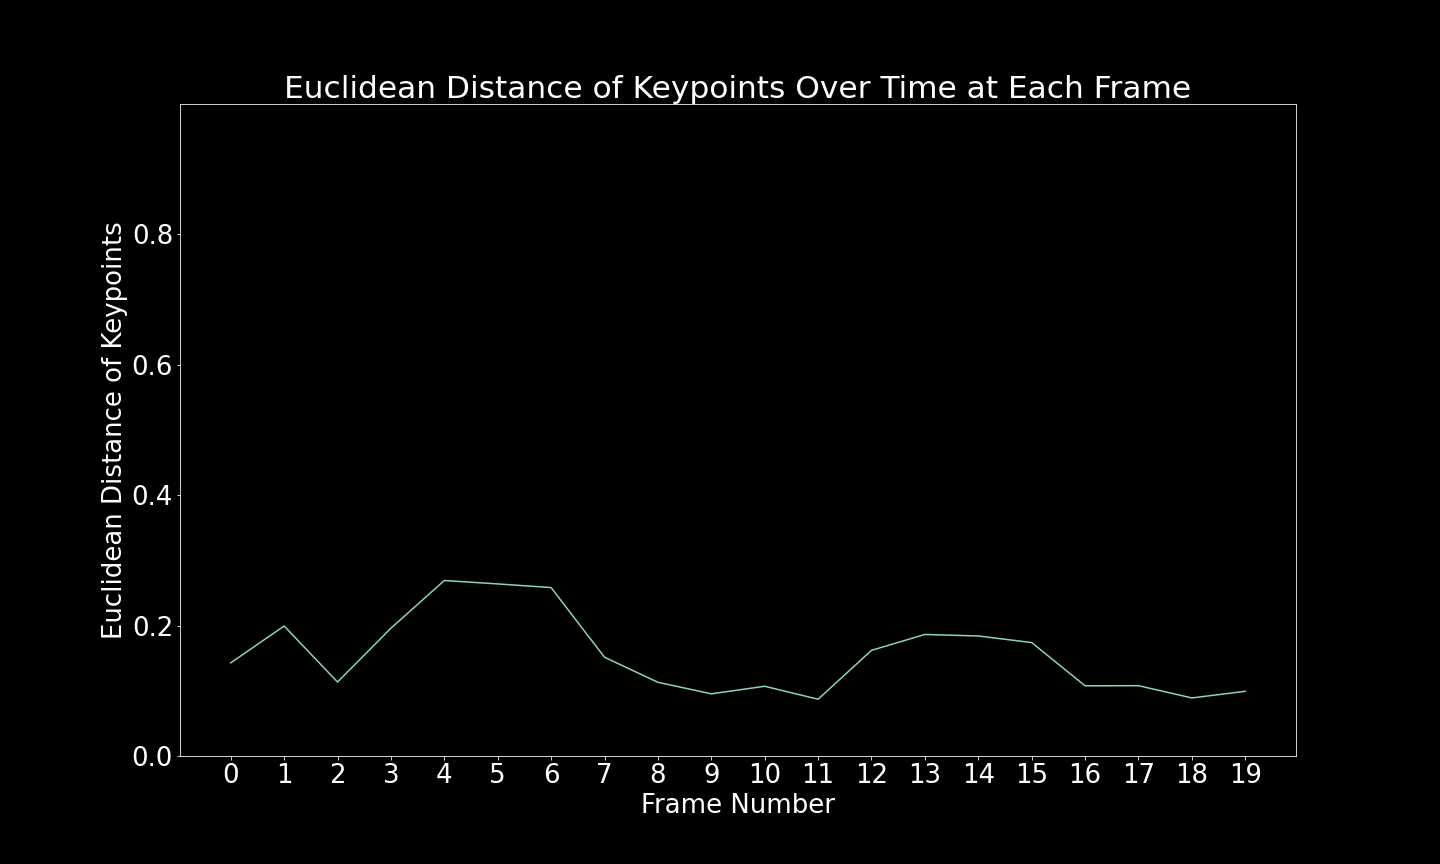 Euclidean Distance of Keypoints Over Time at Each Frame
Euclidean Distance of Keypoints
0.8
0.6
0.4
0.2
0.0
0 1 2 3 4 5 6 7 8 9 10 11 12 13 14 15 16 17 18 19
Frame Number